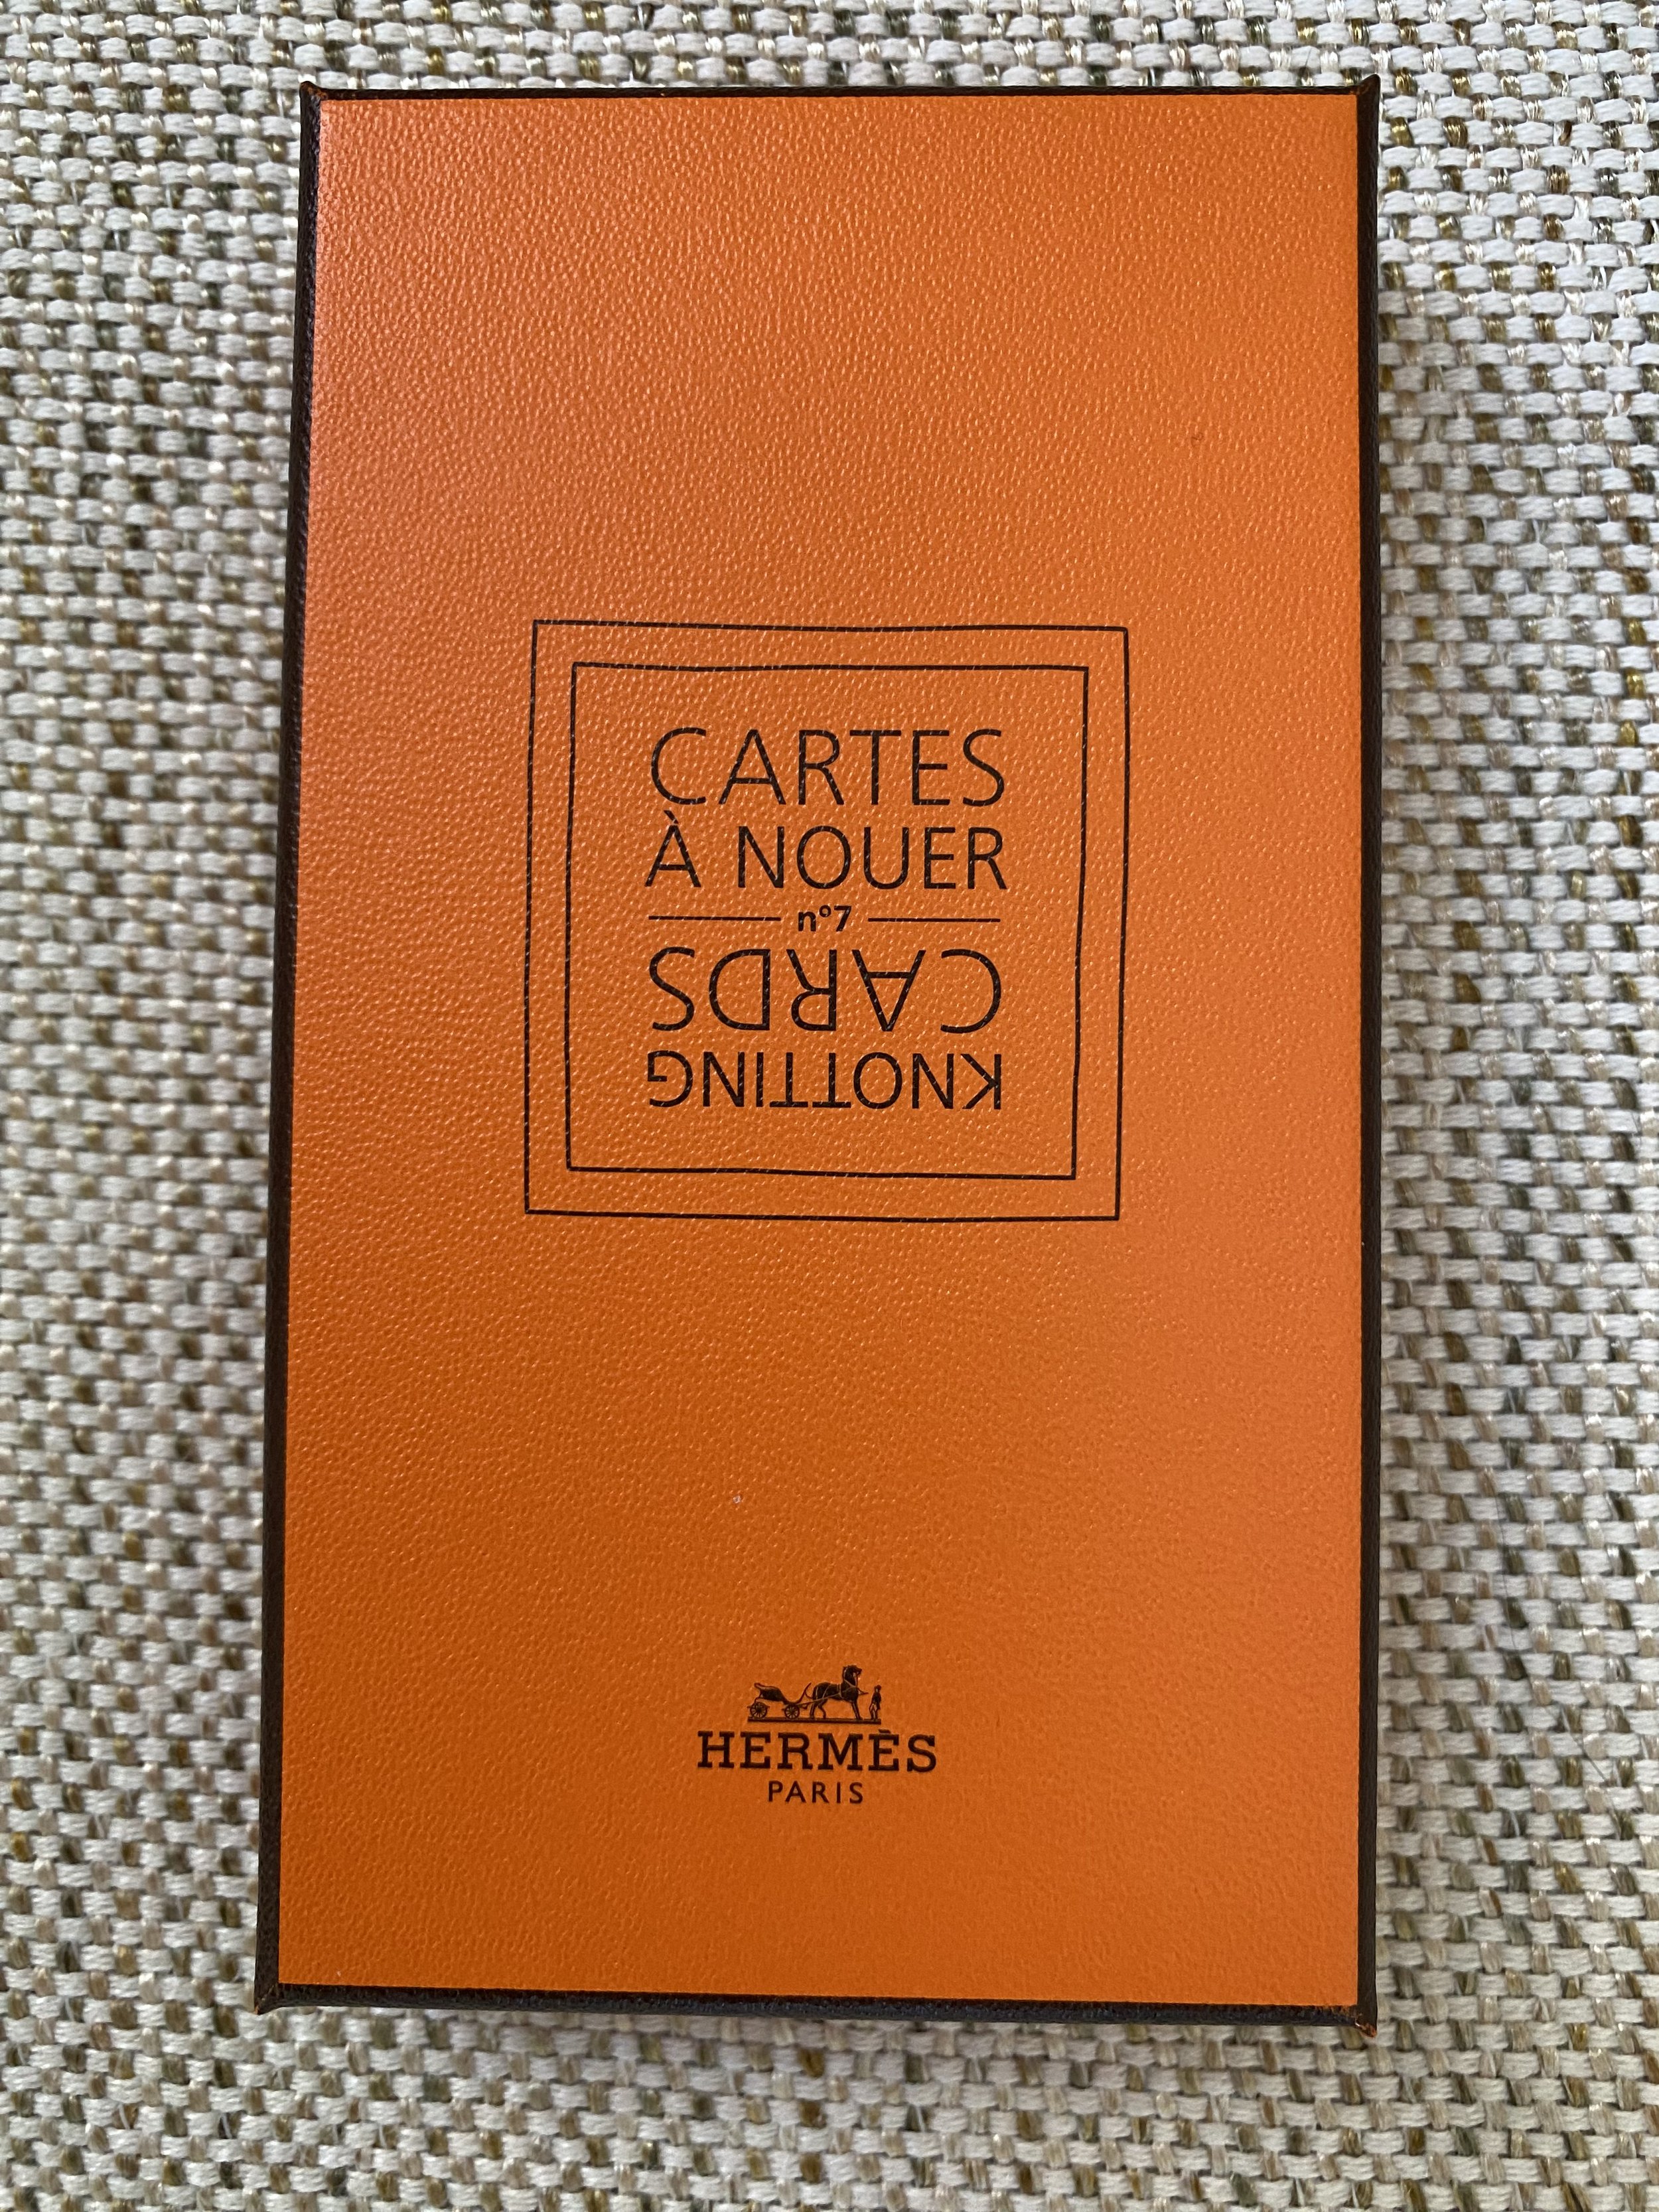 CARTES
À NOUER
n°7
CARDS
KNOTTING
HERMÈS
PARIS